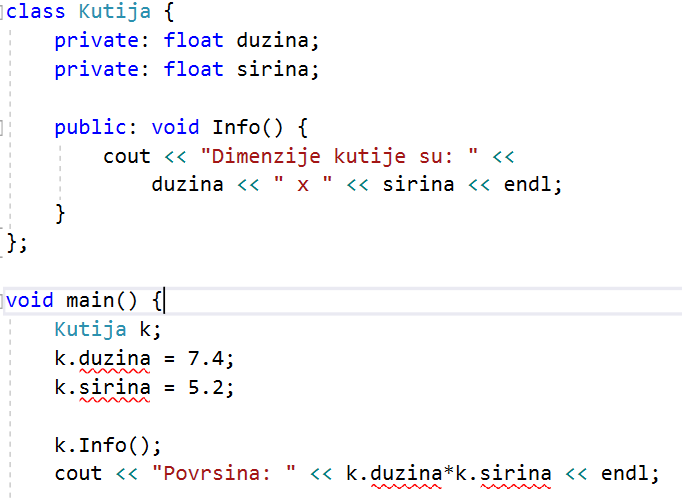 class Kutija {
private: float duzina;
private: float sirina;
public: void Info() {
cout << "Dimenzije kutije su: " <<
duzina << " x " << sirina << endl;
}
};
void main() {
Kutija k;
k.duzina = 7.4;
k.sirina = 5.2;
k.Info();
cout << "Povrsina: " << k.duzina*k.sirina << endl;